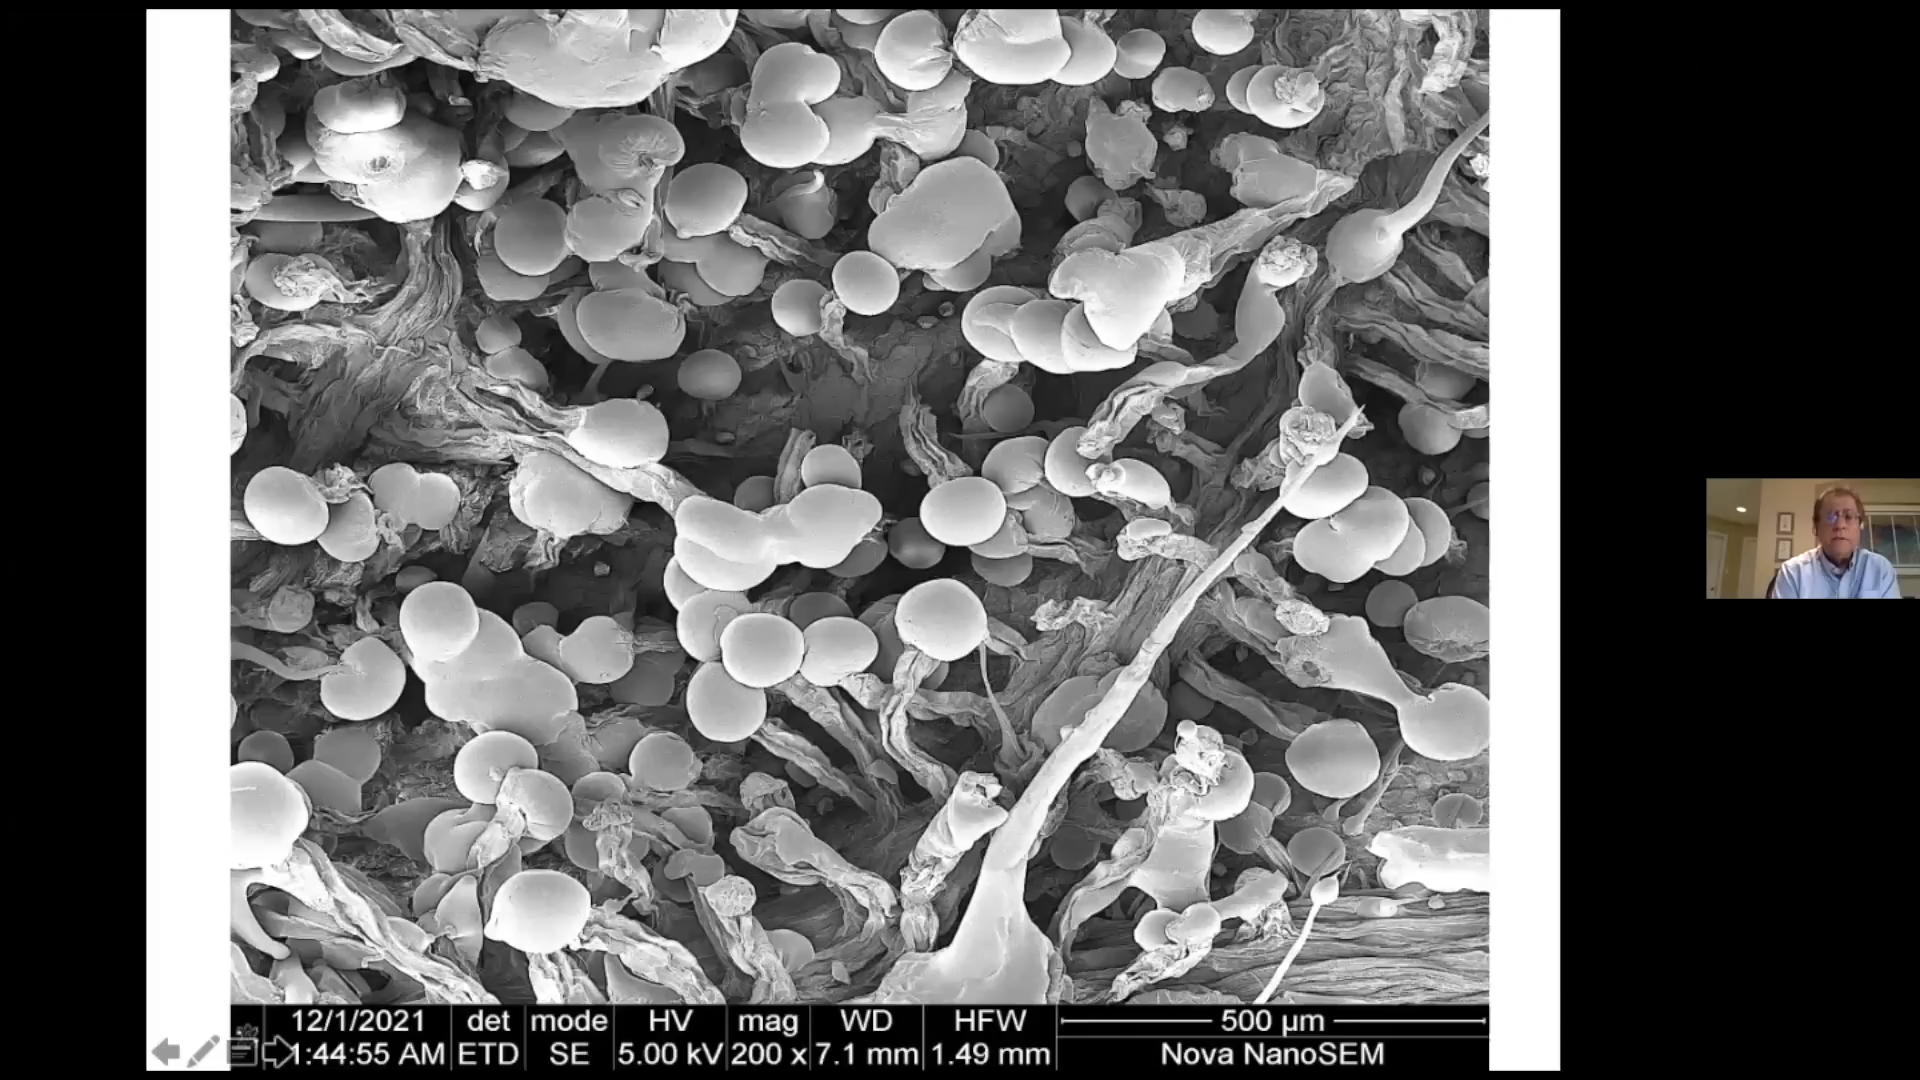 12/1/2021 det mode HV mag WD HFW 500 µm
1:44:55 AM ETD SE 5.00 kV 200 x 7.1 mm 1.49 mm Nova NanoSEM